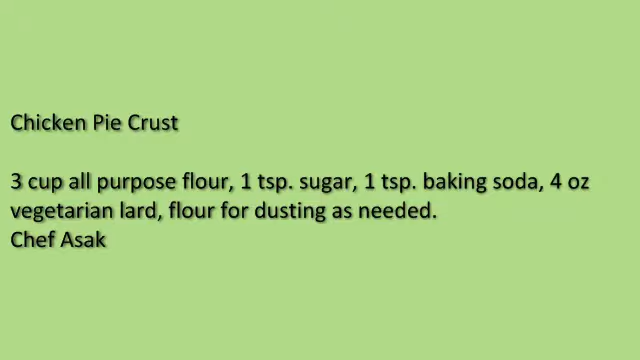 Chicken Pie Crust
3 cup all purpose flour, 1 tsp. sugar, 1 tsp. baking soda, 4 oz
vegetarian lard, flour for dusting as needed.
Chef Asak